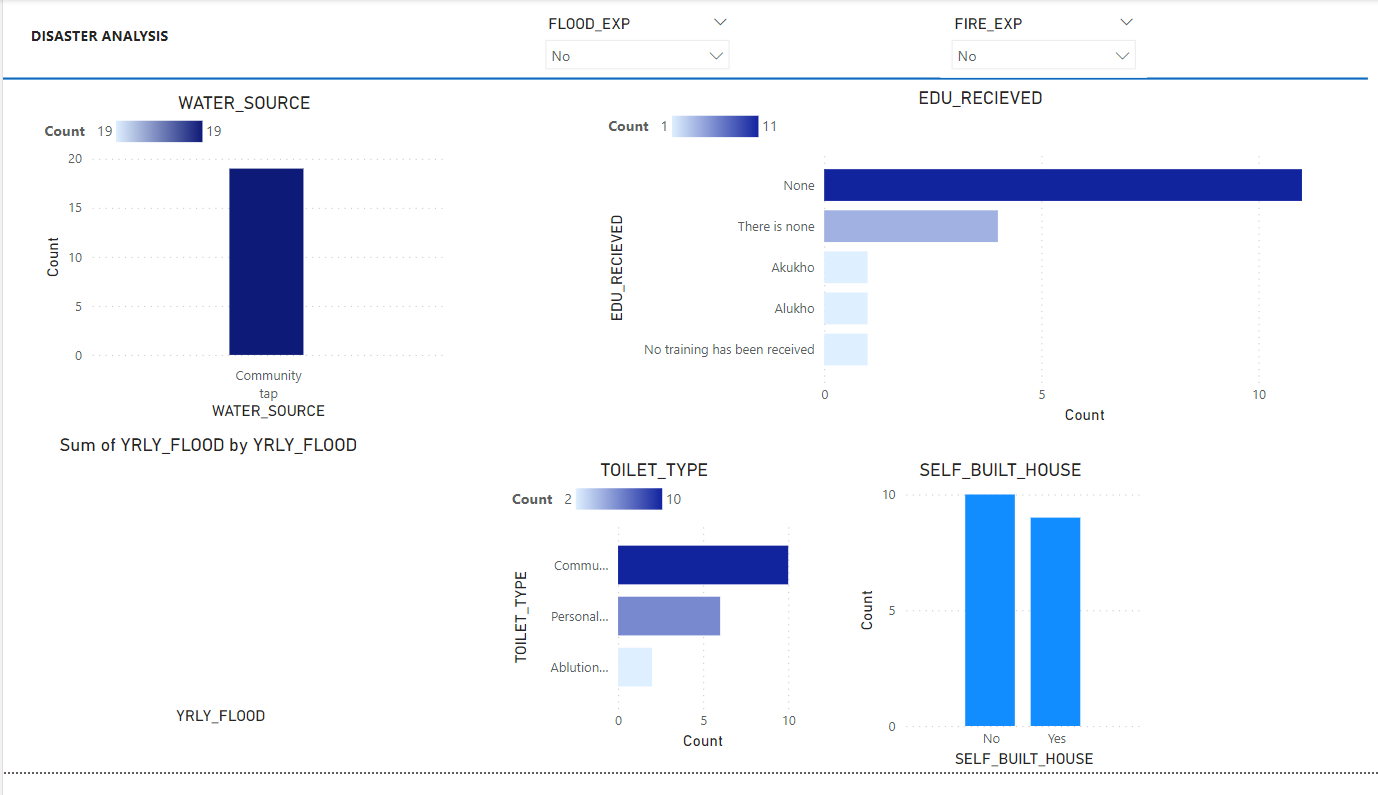 DISASTER ANALYSIS
FLOOD_EXP
No
FIRE_EXP
No
WATER_SOURCE
Count 19 19
20
15
10
5
0
Count
Community
tap
WATER_SOURCE
EDU_RECIEVED
Count 1 11
EDU_RECIEVED
None
There is none
Akukho
Alukho
No training has been received
0 5 10
Count
Sum of YRLY_FLOOD by YRLY_FLOOD
YRLY_FLOOD
TOILET_TYPE
Count 2 10
TOILET_TYPE
Commu...
Personal...
Ablution...
0 5 10
Count
SELF_BUILT_HOUSE
10
5
0
Count
No Yes
SELF_BUILT_HOUSE